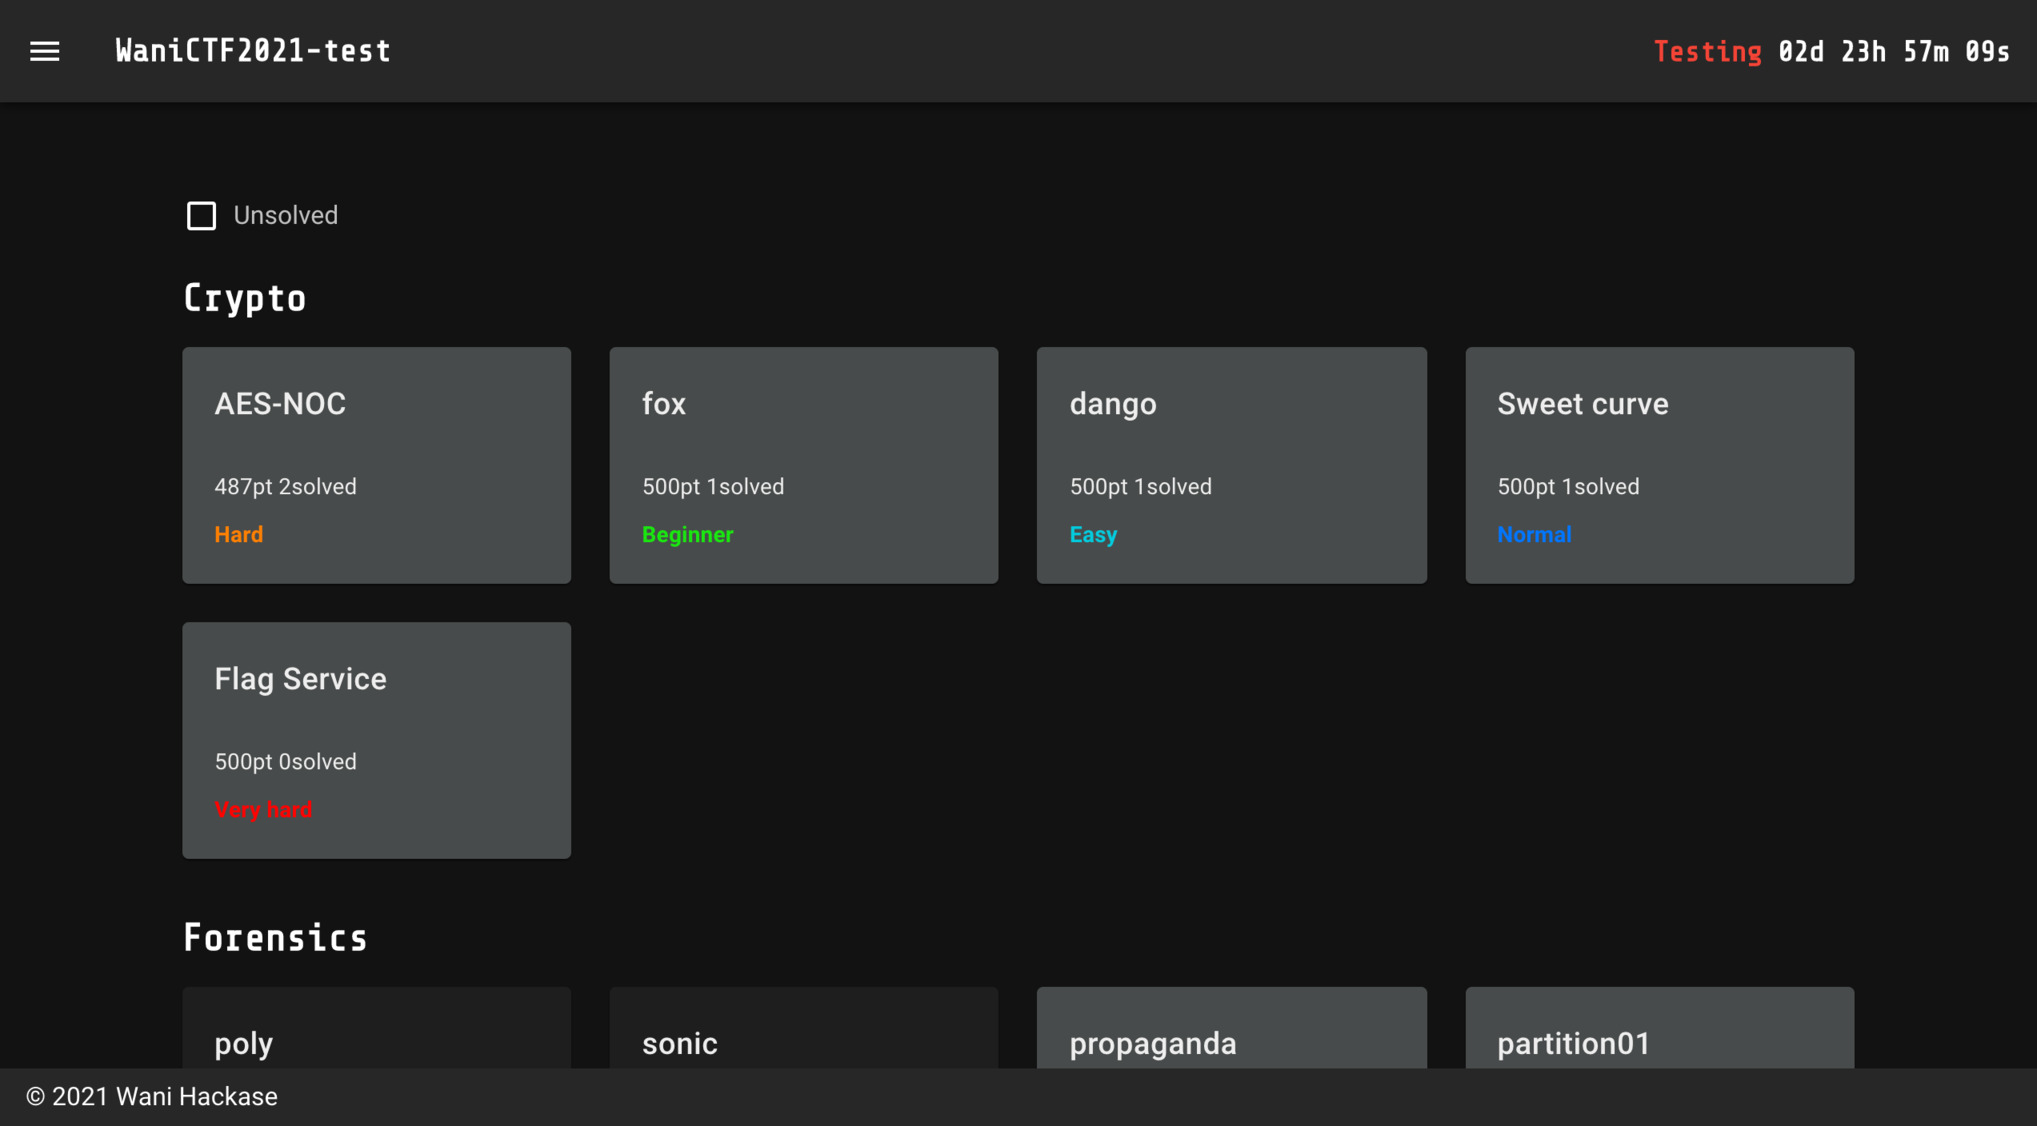 WaniCTF2021-test
Testing 02d 23h 57m 09s
Unsolved
Crypto
AES-NOC
487pt 2solved
Hard
fox
500pt 1solved
Beginner
dango
500pt 1solved
Easy
Sweet curve
500pt 1solved
Normal
Flag Service
500pt 0solved
Very hard
Forensics
poly
sonic
propaganda
partition01
© 2021 Wani Hackase